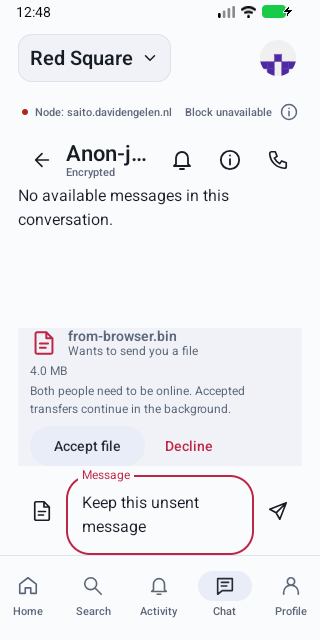 12:48
Red Square
Node: saito.davidengelen.nl Block unavailable
Anon-j...
Encrypted
No available messages in this
conversation.
from-browser.bin
Wants to send you a file
4.0 MB
Both people need to be online. Accepted
transfers continue in the background.
Accept file Decline
Message
Keep this unsent
message
Home Search Activity Chat Profile